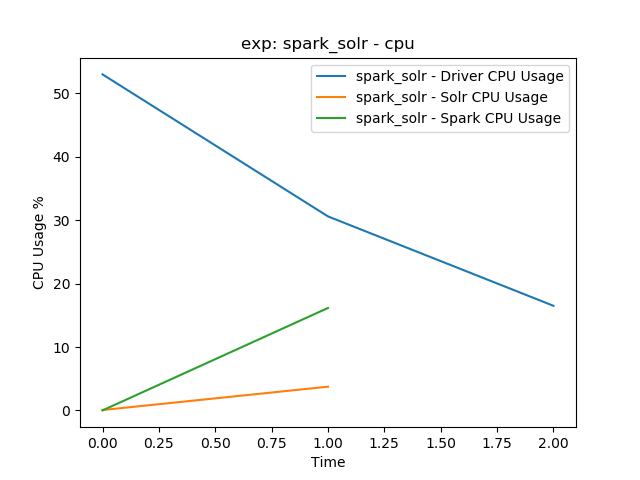 exp: spark_solr - cpu
spark_solr - Driver CPU Usage
spark_solr - Solr CPU Usage
spark_solr - Spark CPU Usage
CPU Usage %
50
40
30
20
10
0
0.00 0.25 0.50 0.75 1.00 1.25 1.50 1.75 2.00
Time